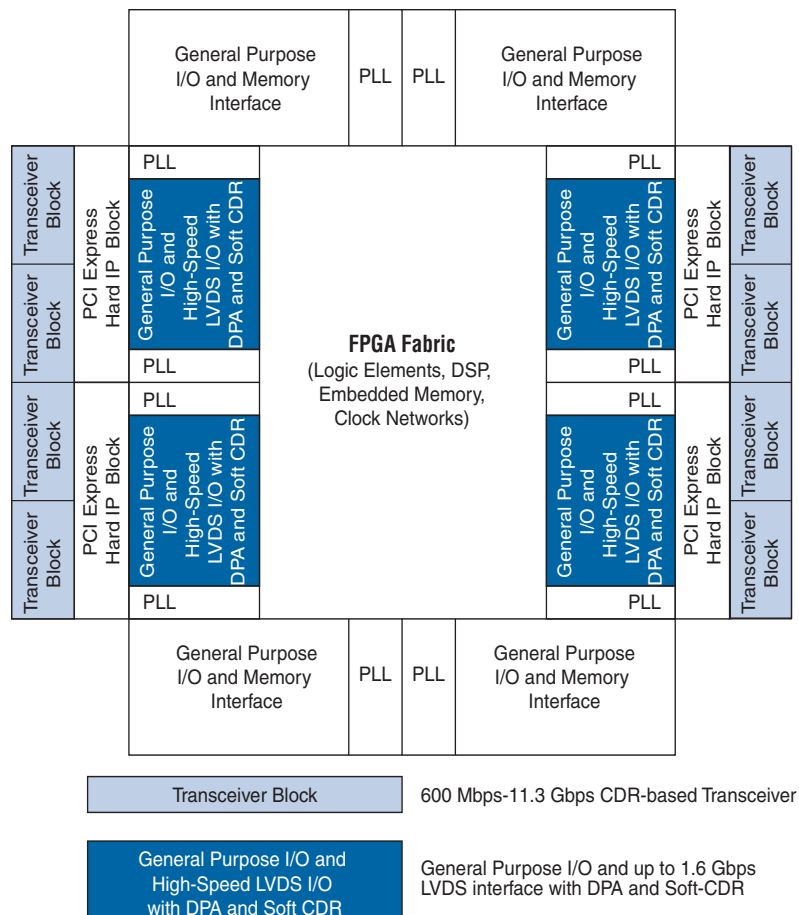 General Purpose
I/O and Memory
Interface
PLL
PLL
General Purpose
I/O and Memory
Interface
Transceiver
Block
Transceiver
Block
PCI Express
Hard IP Block
PLL
General Purpose
I/O and
High-Speed
LVDS I/O with
DPA and Soft CDR
PLL
Transceiver
Block
Transceiver
Block
PCI Express
Hard IP Block
PLL
General Purpose
I/O and
High-Speed
LVDS I/O with
DPA and Soft CDR
PLL
FPGA Fabric
(Logic Elements, DSP,
Embedded Memory,
Clock Networks)
PLL
General Purpose
I/O and
High-Speed
LVDS I/O with
DPA and Soft CDR
PLL
PCI Express
Hard IP Block
Transceiver
Block
Transceiver
Block
PLL
General Purpose
I/O and
High-Speed
LVDS I/O with
DPA and Soft CDR
PLL
PCI Express
Hard IP Block
Transceiver
Block
Transceiver
Block
General Purpose
I/O and Memory
Interface
PLL
PLL
General Purpose
I/O and Memory
Interface
Transceiver Block
600 Mbps-11.3 Gbps CDR-based Transceiver
General Purpose I/O and
High-Speed LVDS I/O
with DPA and Soft CDR
General Purpose I/O and up to 1.6 Gbps
LVDS interface with DPA and Soft-CDR